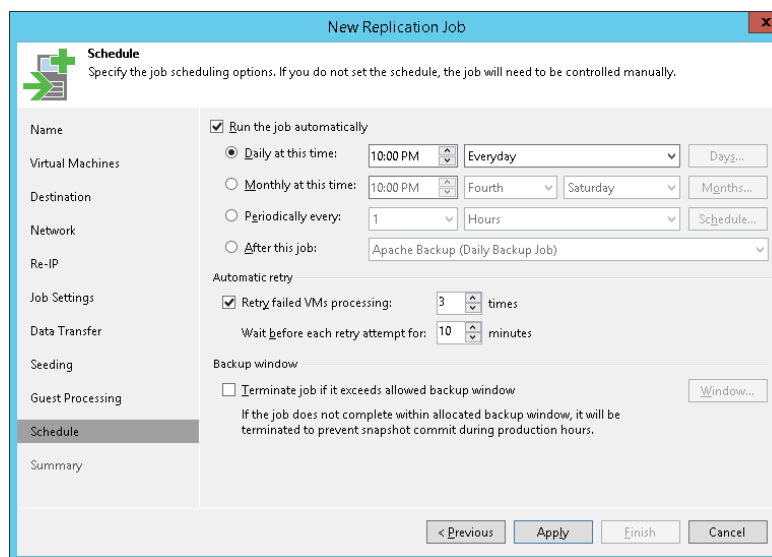 New Replication Job
x
Schedule
Specify the job scheduling options. If you do not set the schedule, the job will need to be controlled manually.
Name
Virtual Machines
Destination
Network
Re-IP
Job Settings
Data Transfer
Seeding
Guest Processing
Schedule
Summary
Run the job automatically
Daily at this time: 10:00 PM Everyday Days...
Monthly at this time: 10:00 PM Fourth Saturday Months...
Periodically every: 1 Hours Schedule...
After this job: Apache Backup (Daily Backup Job)
Automatic retry
Retry failed VMs processing: 3 times
Wait before each retry attempt for: 10 minutes
Backup window
Terminate job if it exceeds allowed backup window Window...
If the job does not complete within allocated backup window, it will be
terminated to prevent snapshot commit during production hours.
< Previous Apply Finish Cancel